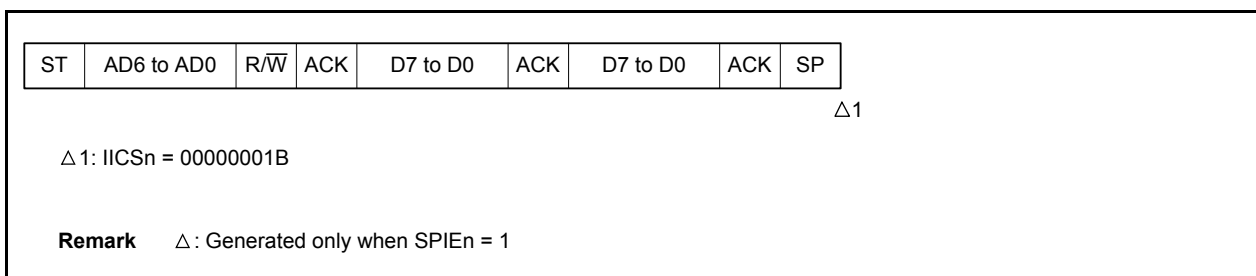 ST AD6 to AD0 R/W̅ ACK D7 to D0 ACK D7 to D0 ACK SP
△1
△1: IICSn = 00000001B
Remark △: Generated only when SPIEn = 1